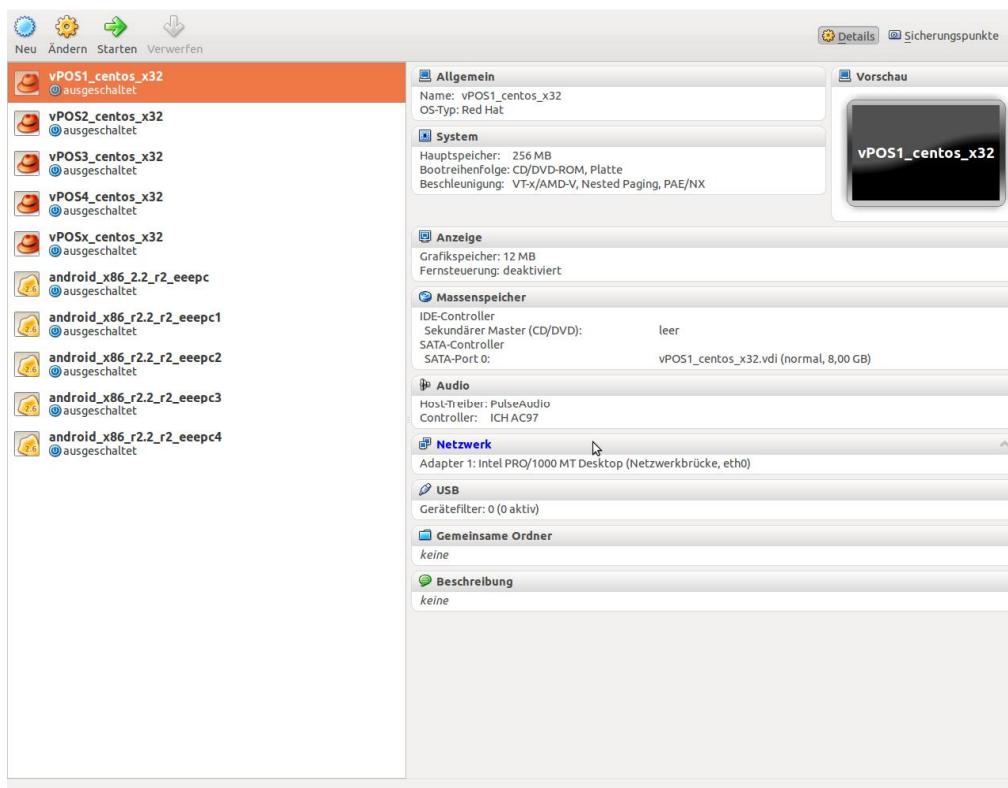 Neu Ändern Starten Verwerfen
Details Sicherungspunkte
vPOS1_centos_x32
ausgeschaltet
vPOS2_centos_x32
ausgeschaltet
vPOS3_centos_x32
ausgeschaltet
vPOS4_centos_x32
ausgeschaltet
vPOSx_centos_x32
ausgeschaltet
android_x86_2.2_r2_eeepc
ausgeschaltet
android_x86_r2.2_r2_eeepc1
ausgeschaltet
android_x86_r2.2_r2_eeepc2
ausgeschaltet
android_x86_r2.2_r2_eeepc3
ausgeschaltet
android_x86_r2.2_r2_eeepc4
ausgeschaltet
Allgemein
Name: vPOS1_centos_x32
OS-Typ: Red Hat
System
Hauptspeicher: 256 MB
Bootreihenfolge: CD/DVD-ROM, Platte
Beschleunigung: VT-x/AMD-V, Nested Paging, PAE/NX
Vorschau
vPOS1_centos_x32
Anzeige
Grafikspeicher: 12 MB
Fernsteuerung: deaktiviert
Massenspeicher
IDE-Controller
Sekundärer Master (CD/DVD): leer
SATA-Controller
SATA-Port 0: vPOS1_centos_x32.vdi (normal, 8,00 GB)
Audio
Host-Treiber: PulseAudio
Controller: ICH AC97
Netzwerk
Adapter 1: Intel PRO/1000 MT Desktop (Netzwerkbrücke, eth0)
USB
Gerätefilter: 0 (0 aktiv)
Gemeinsame Ordner
keine
Beschreibung
keine